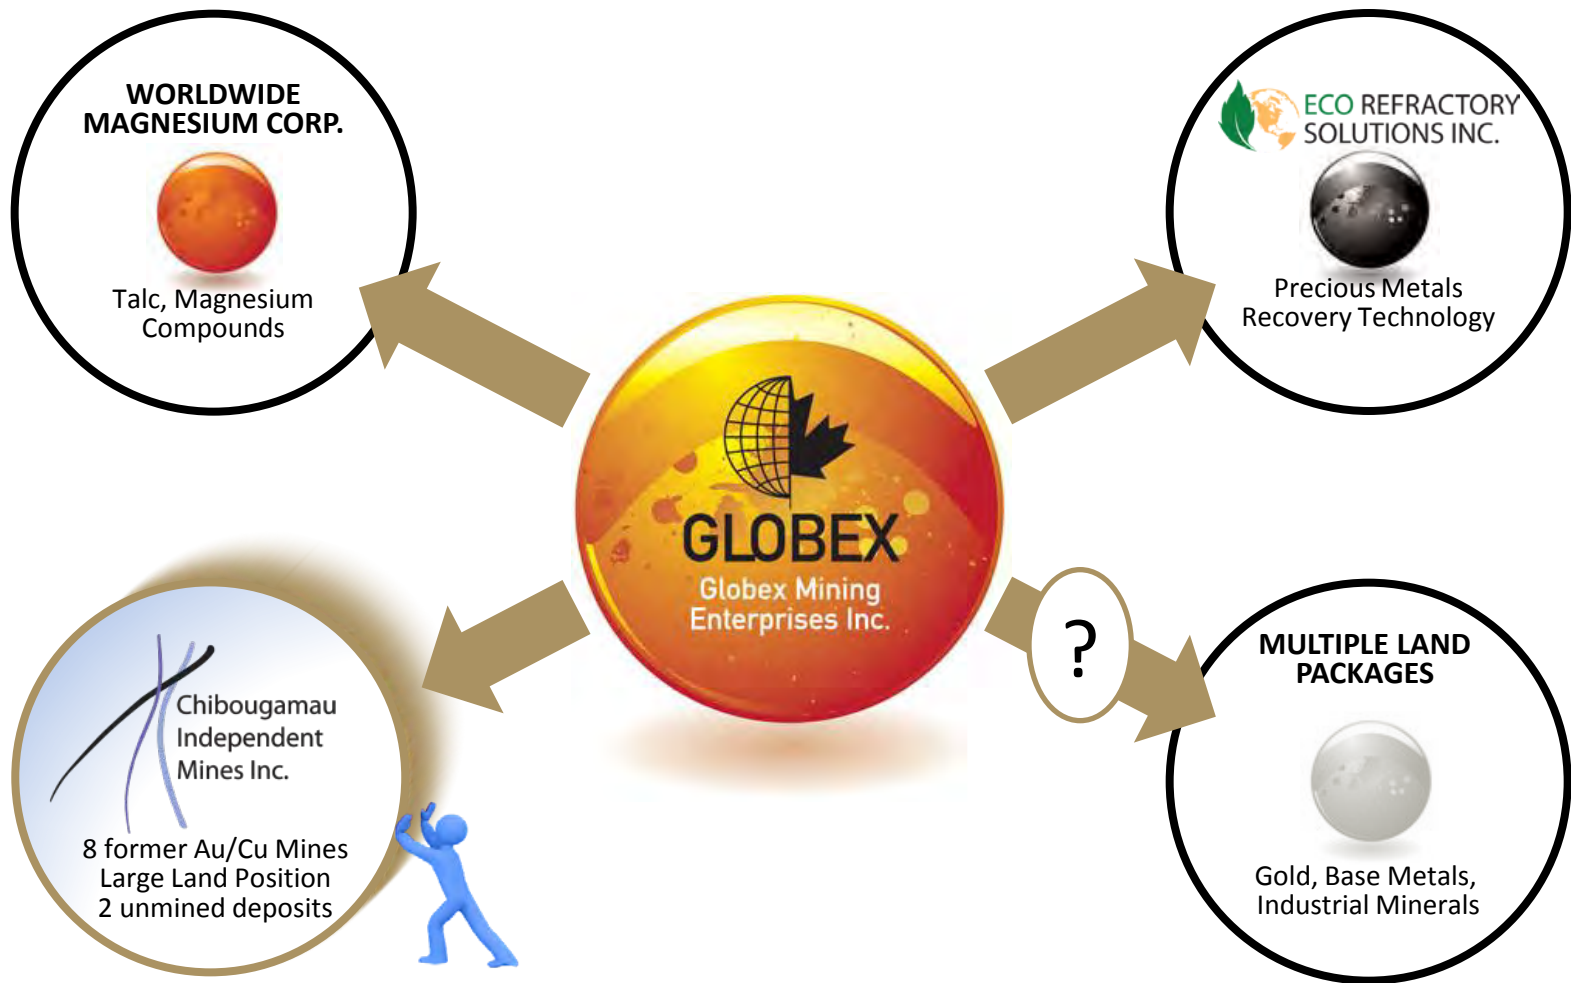 WORLDWIDE
MAGNESIUM CORP.
Talc, Magnesium
Compounds
ECO REFRACTORY
SOLUTIONS INC.
Precious Metals
Recovery Technology
GLOBEX
Globex Mining
Enterprises Inc.
Chibougamau
Independent
Mines Inc.
8 former Au/Cu Mines
Large Land Position
2 unmined deposits
?
MULTIPLE LAND
PACKAGES
Gold, Base Metals,
Industrial Minerals